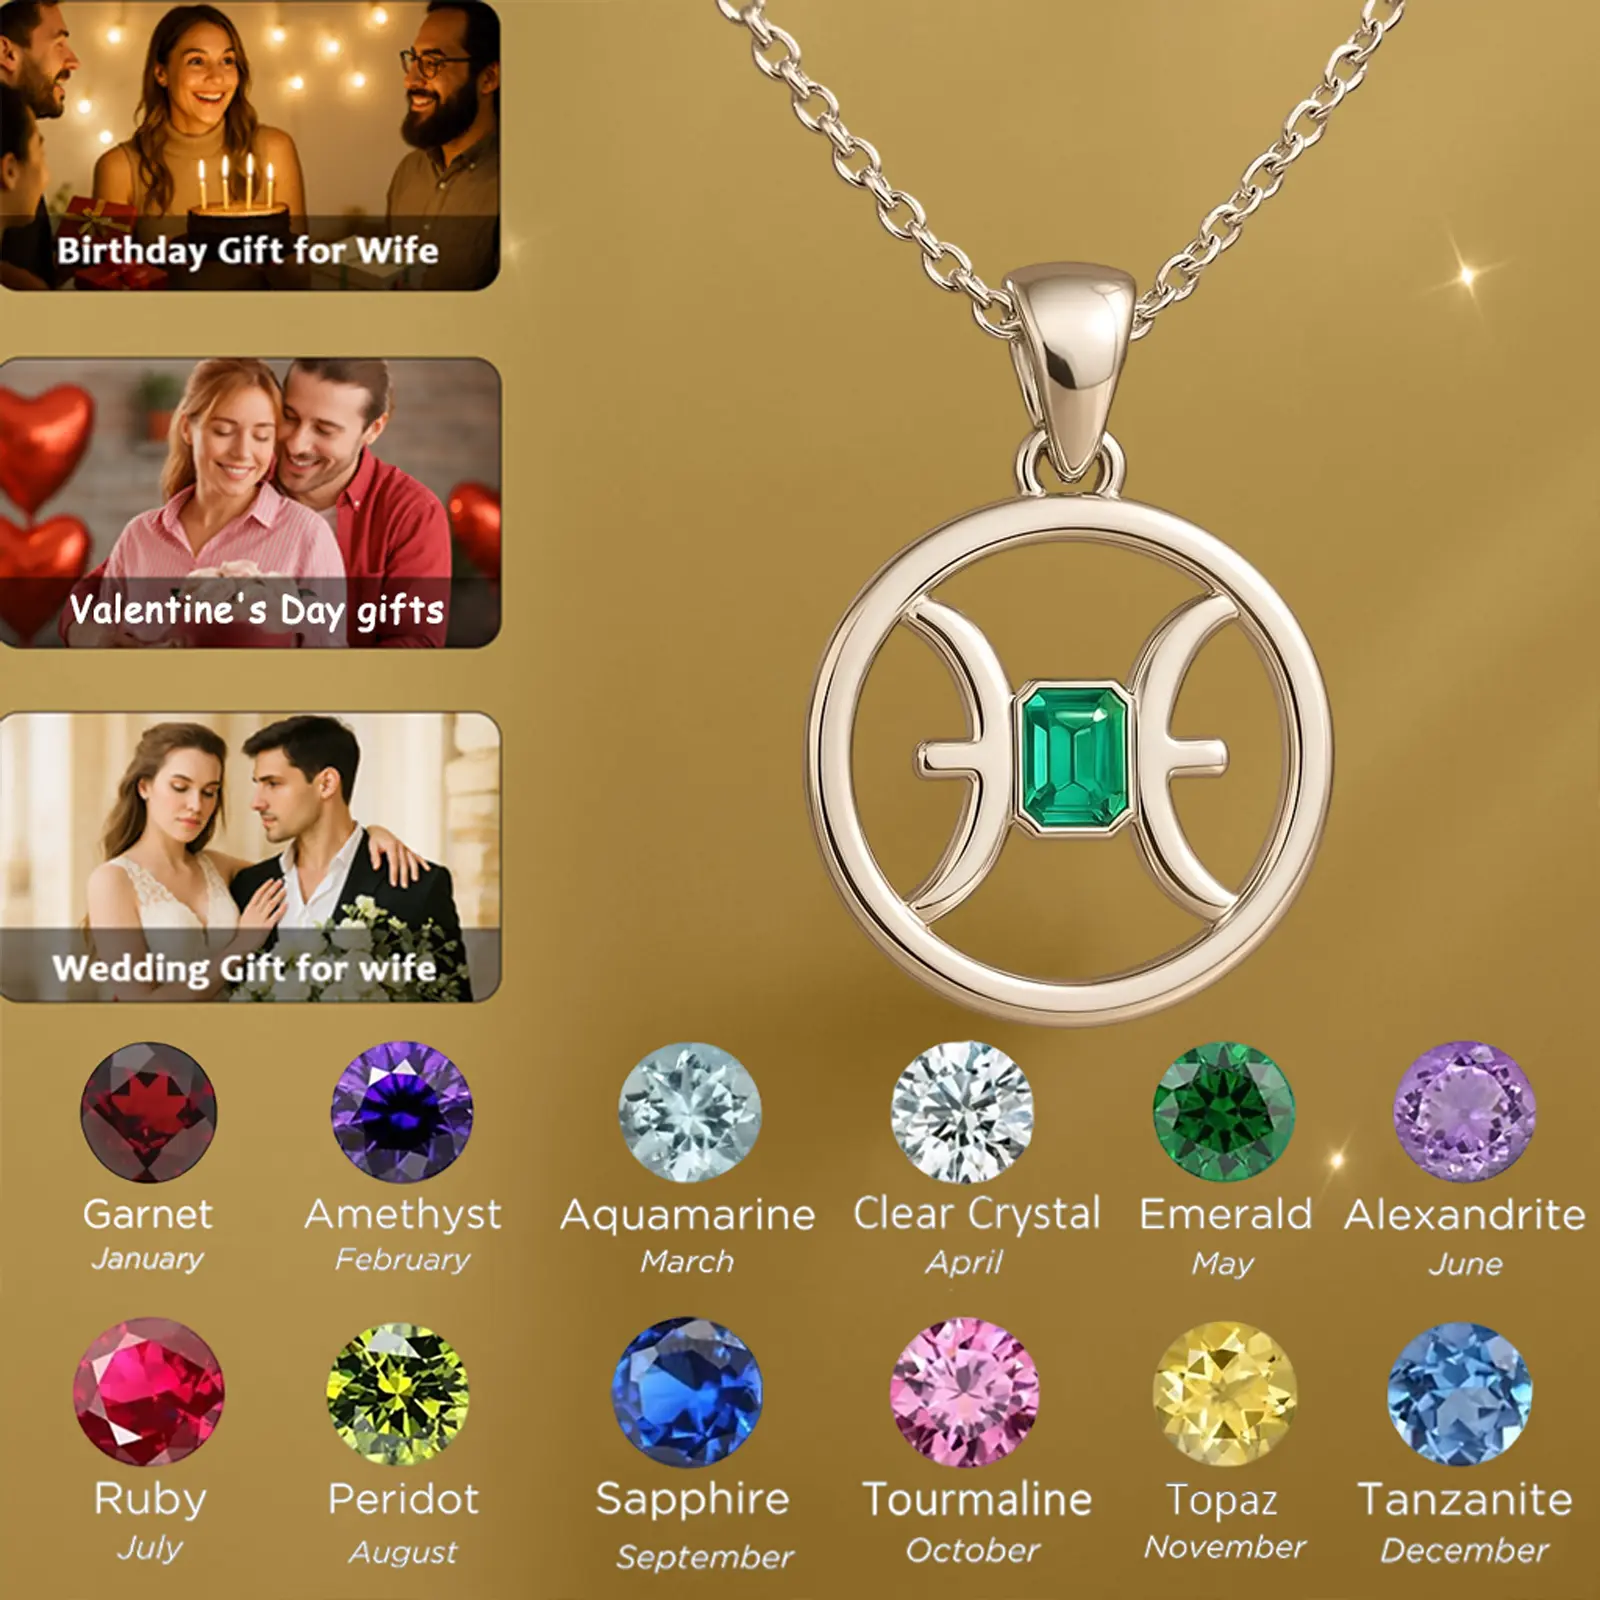 Birthday Gift for Wife
Valentine's Day gifts
Wedding Gift for wife
Garnet
January
Amethyst
February
Aquamarine
March
Clear Crystal
April
Emerald
May
Alexandrite
June
Ruby
July
Peridot
August
Sapphire
September
Tourmaline
October
Topaz
November
Tanzanite
December